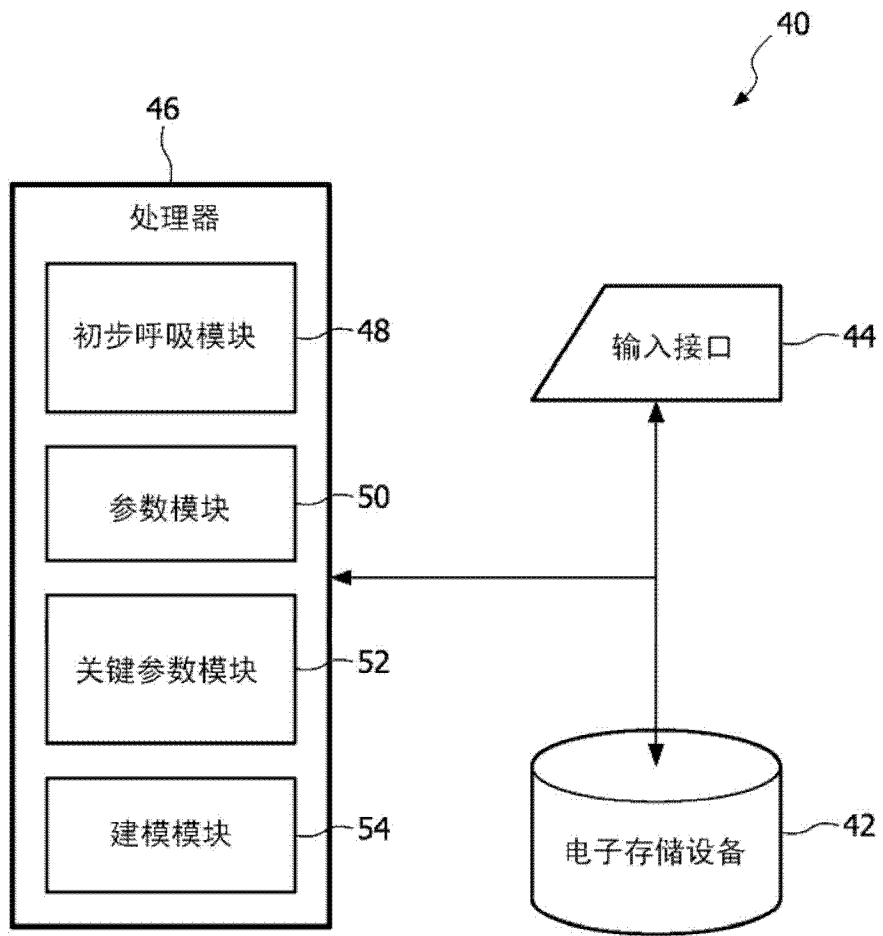 40
46
处理器
初步呼吸模块
48
输入接口
44
参数模块
50
关键参数模块
52
建模模块
54
电子存储设备
42